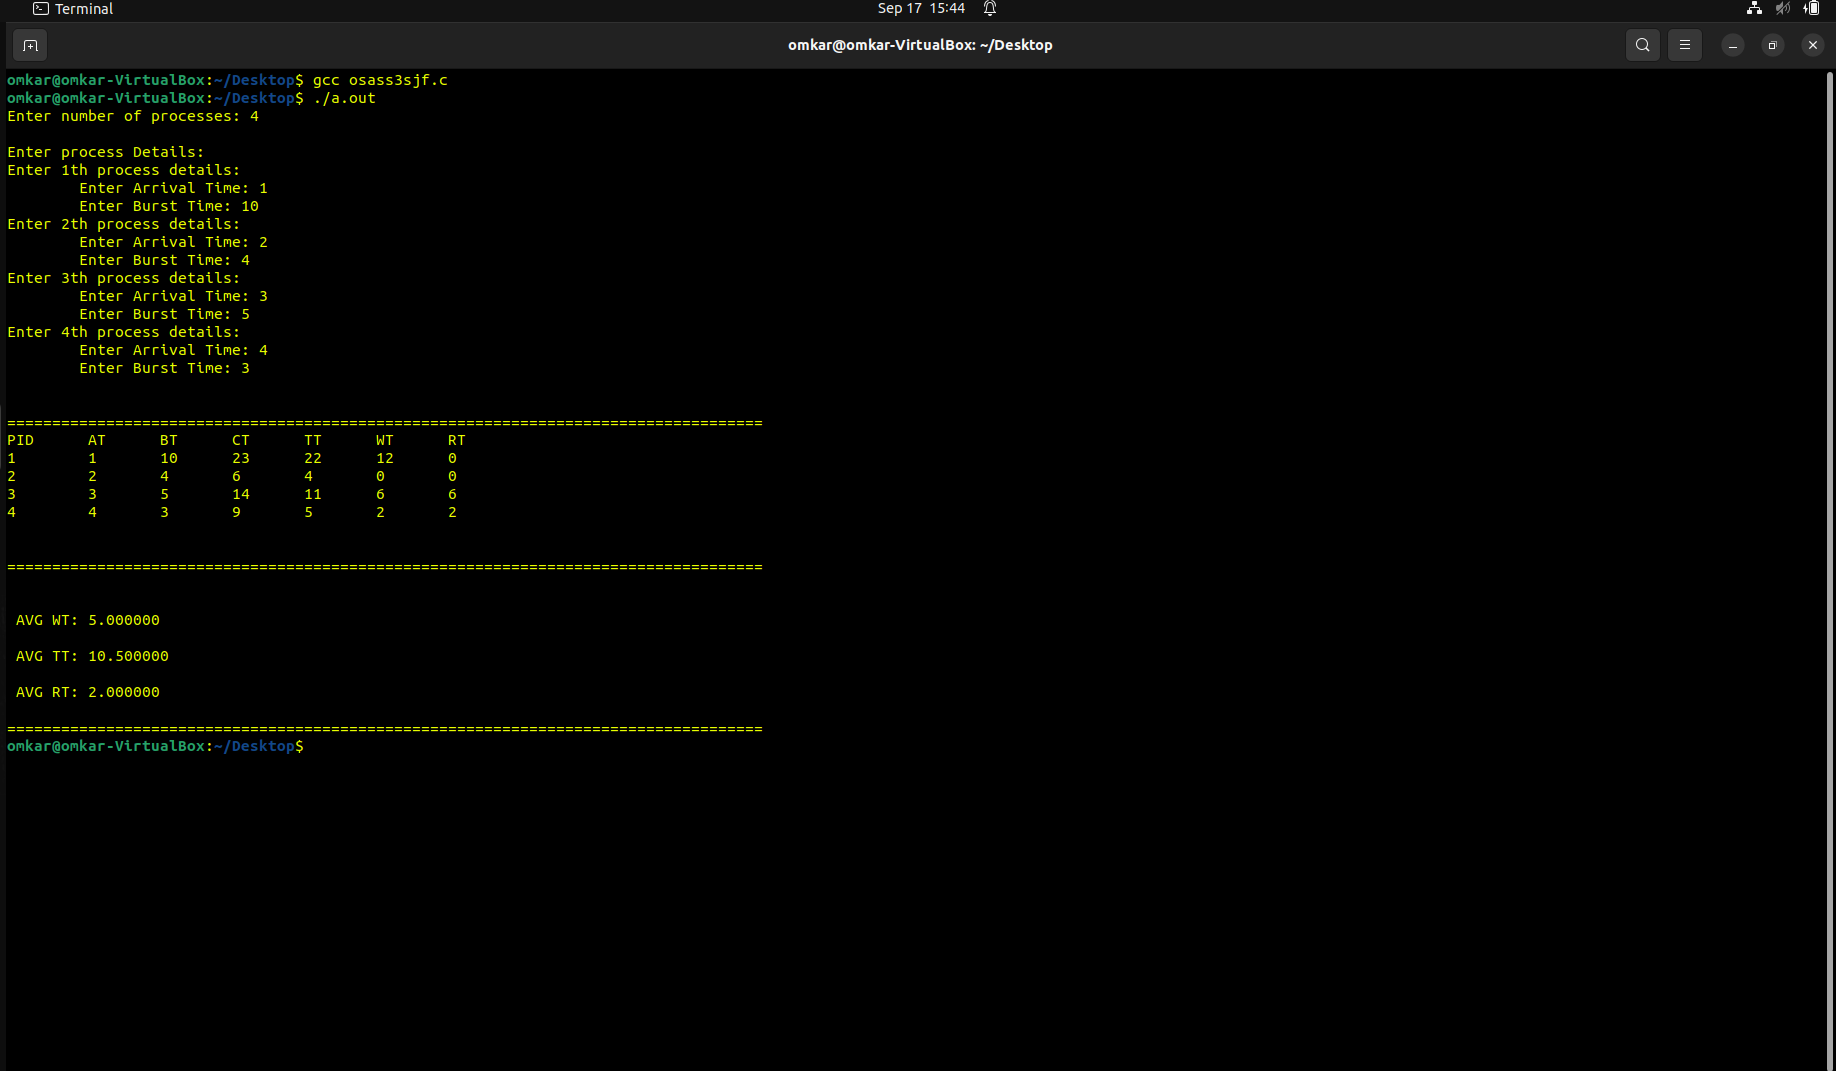 Terminal
Sep 17 15:44
omkar@omkar-VirtualBox: ~/Desktop
omkar@omkar-VirtualBox:~/Desktop$ gcc osass3sjf.c
omkar@omkar-VirtualBox:~/Desktop$ ./a.out
Enter number of processes: 4
Enter process Details:
Enter 1th process details:
Enter Arrival Time: 1
Enter Burst Time: 10
Enter 2th process details:
Enter Arrival Time: 2
Enter Burst Time: 4
Enter 3th process details:
Enter Arrival Time: 3
Enter Burst Time: 5
Enter 4th process details:
Enter Arrival Time: 4
Enter Burst Time: 3
====================================================================================
PID AT BT CT TT WT RT
1 1 10 23 22 12 0
2 2 4 6 4 0 0
3 3 5 14 11 6 6
4 4 3 9 5 2 2
====================================================================================
AVG WT: 5.000000
AVG TT: 10.500000
AVG RT: 2.000000
====================================================================================
omkar@omkar-VirtualBox:~/Desktop$